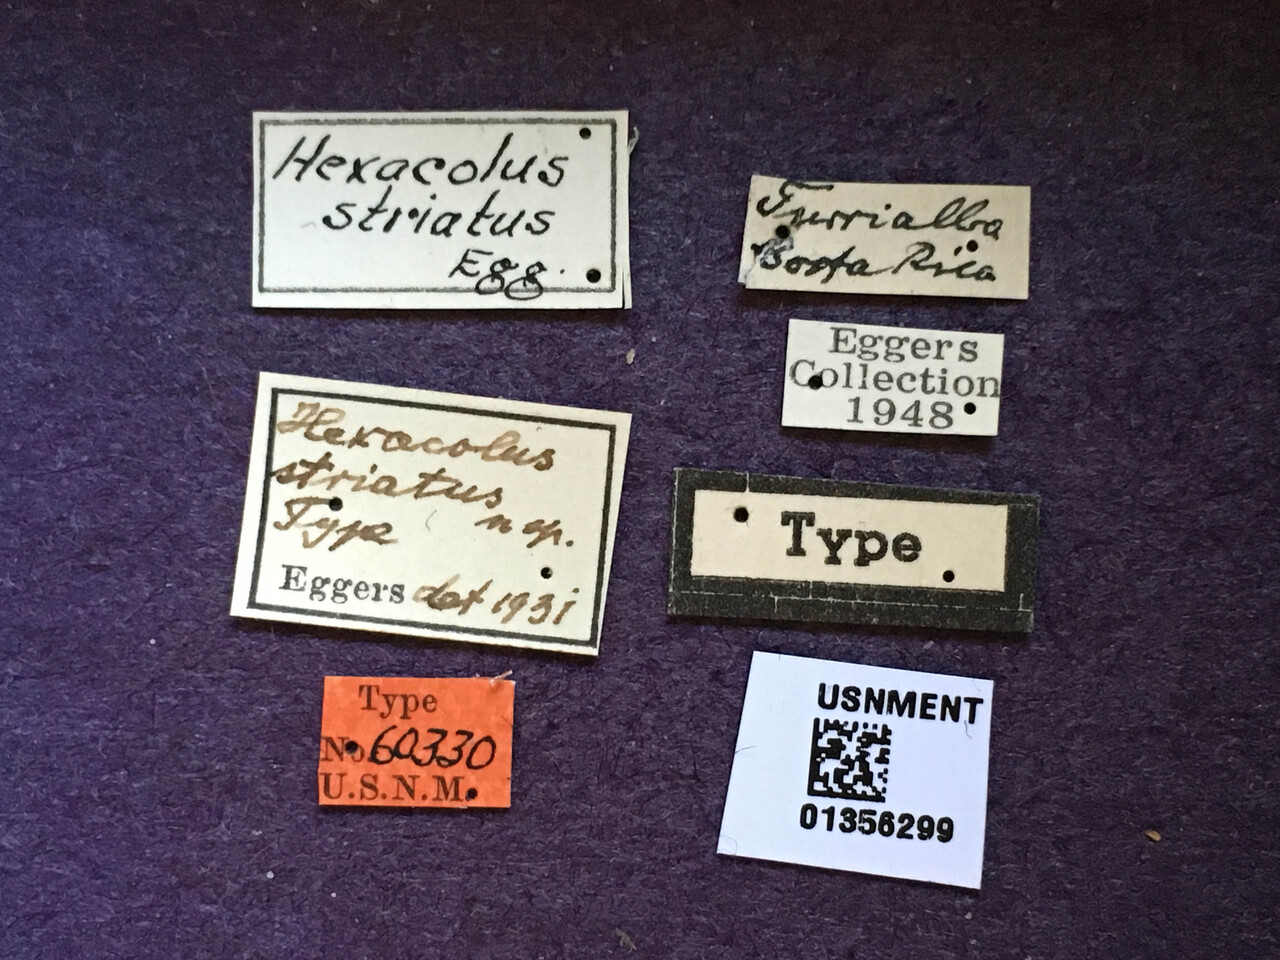 Hexacolus
striatus
Egg.
Turrialba
Costa Rica
Eggers
Collection
1948
Hexacolus
striatus
n sp.
Type
Eggers det 1931
Type
Type
No. 60330
U.S.N.M.
USNMENT
01356299